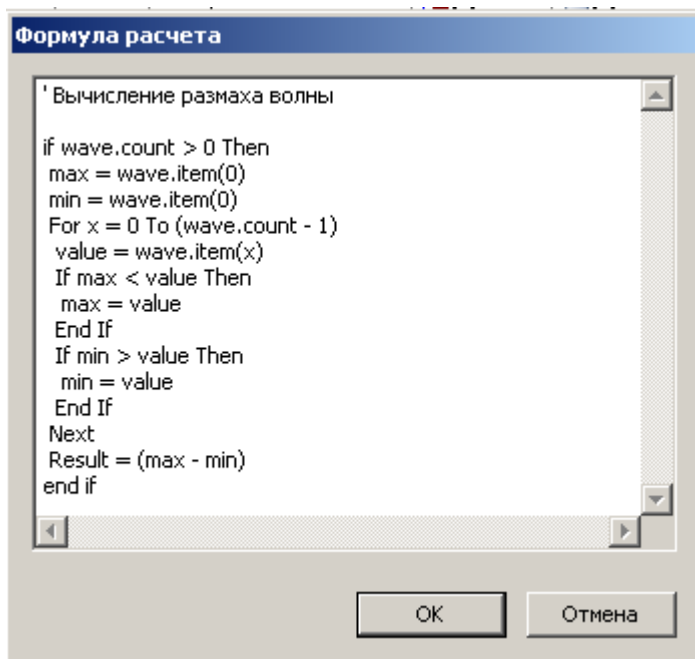 Формула расчета
' Вычисление размаха волны
if wave.count > 0 Then
max = wave.item(0)
min = wave.item(0)
For x = 0 To (wave.count - 1)
value = wave.item(x)
If max < value Then
max = value
End If
If min > value Then
min = value
End If
Next
Result = (max - min)
end if
OK
Отмена